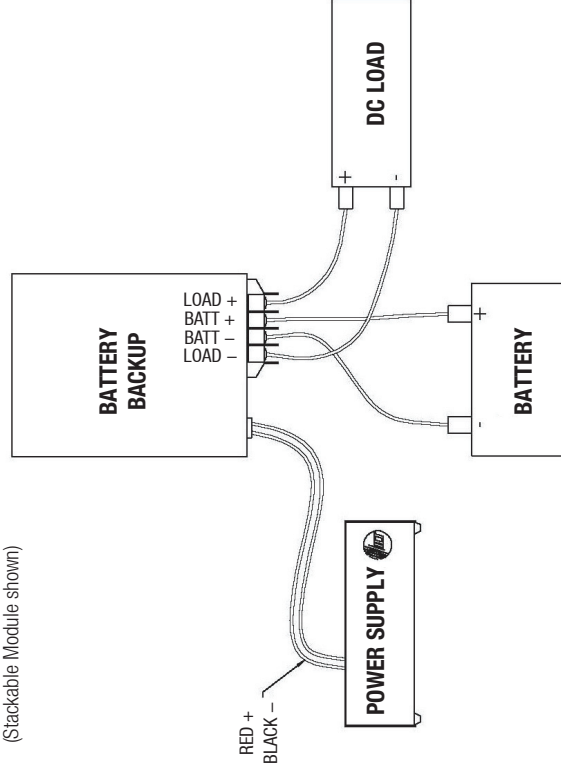 (Stackable Module shown)
BATTERY
BACKUP
LOAD +
BATT +
BATT –
LOAD –
+
-
DC LOAD
RED +
BLACK –
POWER SUPPLY
-
+
BATTERY